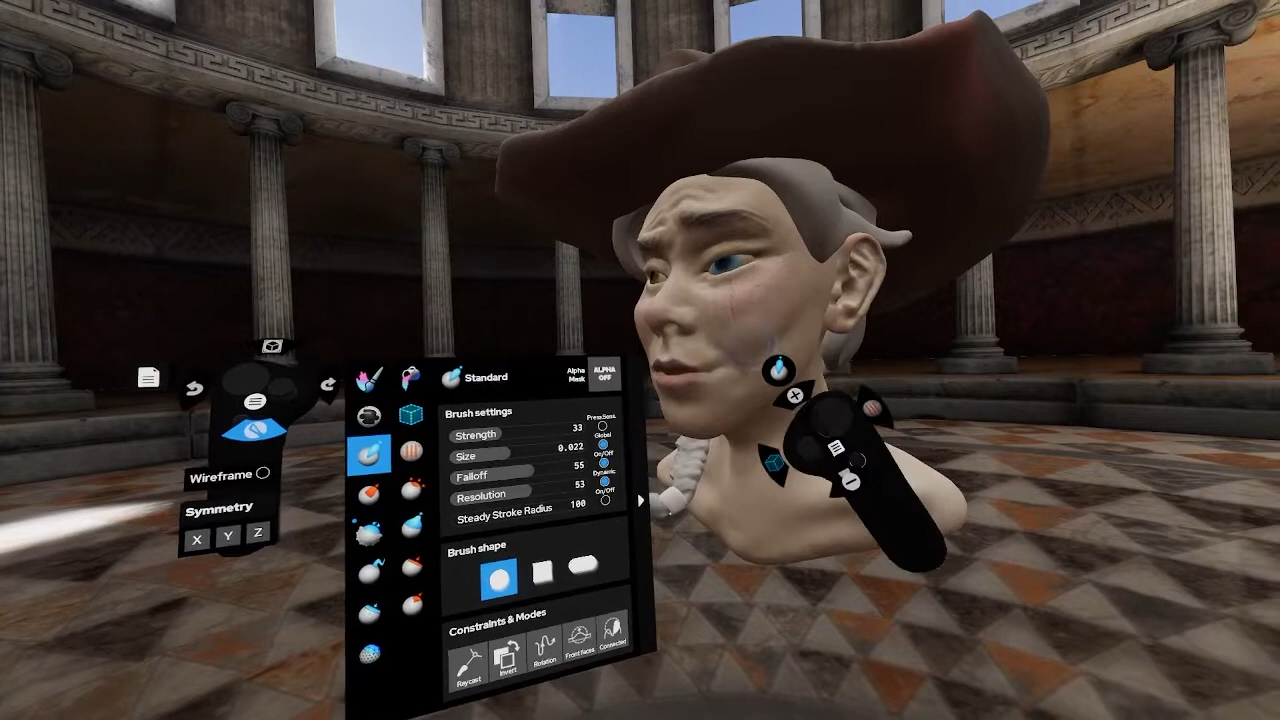 Standard
Alpha
Mask
ALPHA
OFF
Brush settings
Press.Sens.
Strength 33
Global
Size 0.022
On/Off
Falloff 55
Dynamic
Resolution 53
On/Off
Steady Stroke Radius 100
Brush shape
Constraints & Modes
Raycast
Invert
Rotation
Front faces
Connected
Wireframe
Symmetry
X Y Z